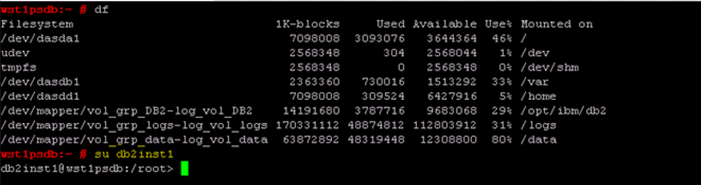 wst1psdb:~ # df
Filesystem 1K-blocks Used Available Use% Mounted on
/dev/dasda1 7098008 3093076 3644364 46% /
udev 2568348 304 2568044 1% /dev
tmpfs 2568348 0 2568348 0% /dev/shm
/dev/dasdb1 2363360 730016 1513292 33% /var
/dev/dasdd1 7098008 309524 6427916 5% /home
/dev/mapper/vol_grp_DB2-log_vol_DB2 14191680 3787716 9683068 29% /opt/ibm/db2
/dev/mapper/vol_grp_logs-log_vol_logs 170331112 48874812 112803912 31% /logs
/dev/mapper/vol_grp_data-log_vol_data 63872892 48319448 12308800 80% /data
wst1psdb:~ # su db2inst1
db2inst1@wst1psdb:/root>